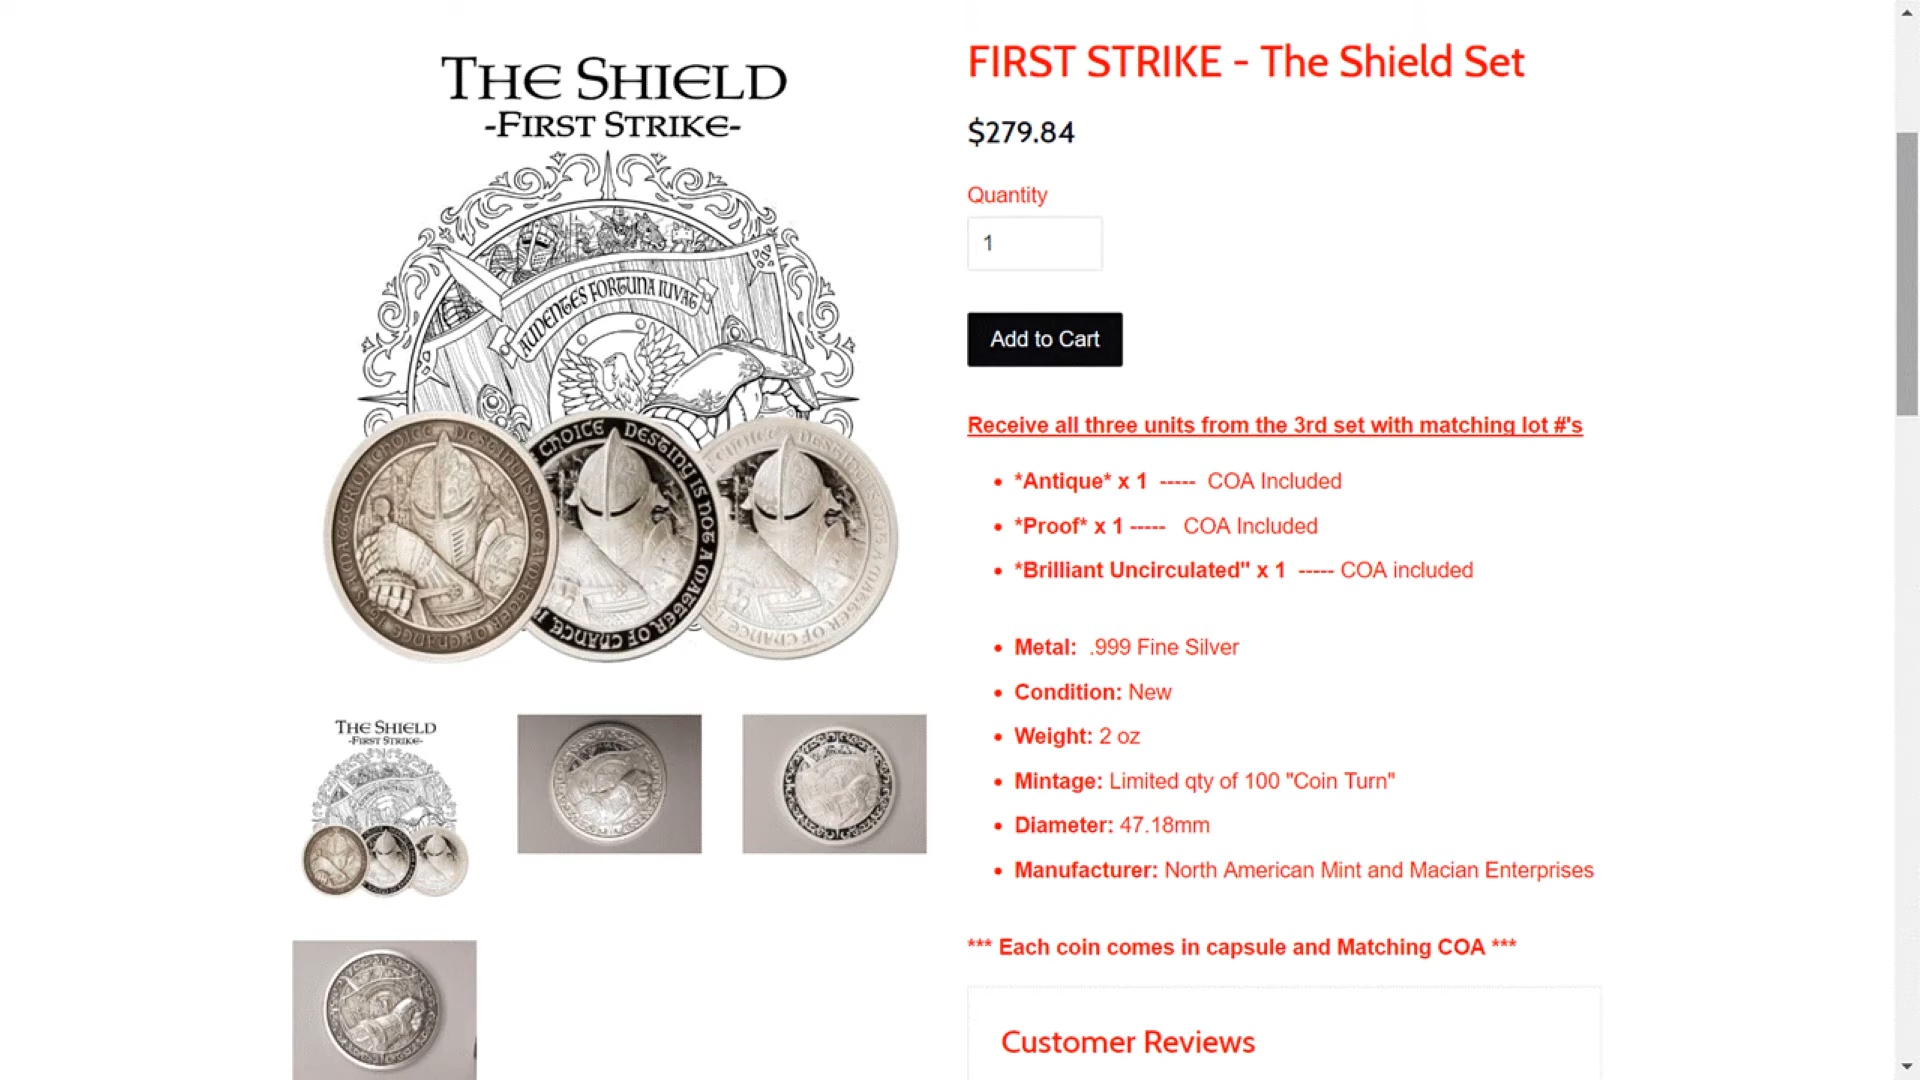 THE SHIELD
-FIRST STRIKE-
AUDENTES FORTUNA IUVAT
CHOICE DESTINY IS NOT A MATTER OF CHANCE, I
THE SHIELD
-FIRST STRIKE-
FIRST STRIKE - The Shield Set
$279.84
Quantity
1
Add to Cart
Receive all three units from the 3rd set with matching lot #'s
*Antique* x 1 ----- COA Included
*Proof* x 1 ----- COA Included
*Brilliant Uncirculated" x 1 ----- COA included
Metal: .999 Fine Silver
Condition: New
Weight: 2 oz
Mintage: Limited qty of 100 "Coin Turn"
Diameter: 47.18mm
Manufacturer: North American Mint and Macian Enterprises
*** Each coin comes in capsule and Matching COA ***
Customer Reviews